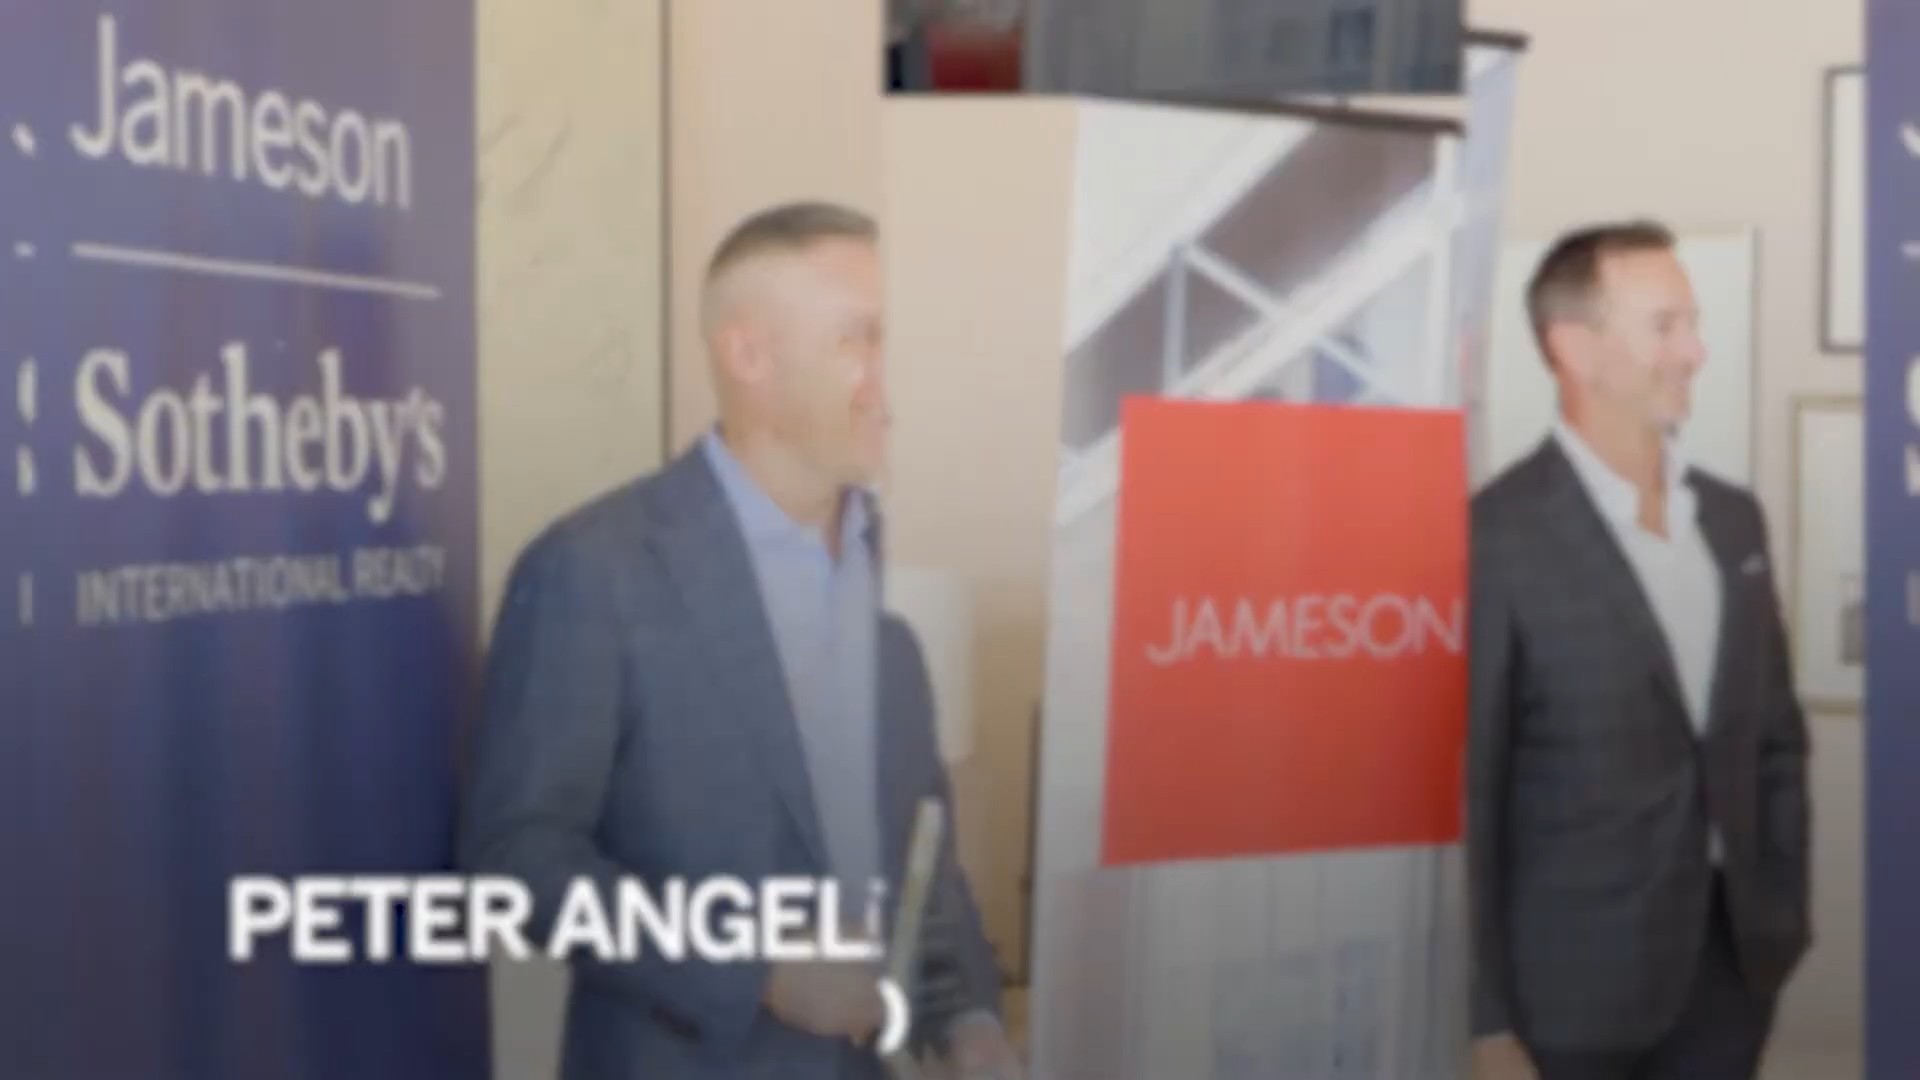 Jameson
Sotheby's
INTERNATIONAL REALTY
JAMESON
PETER ANGEL